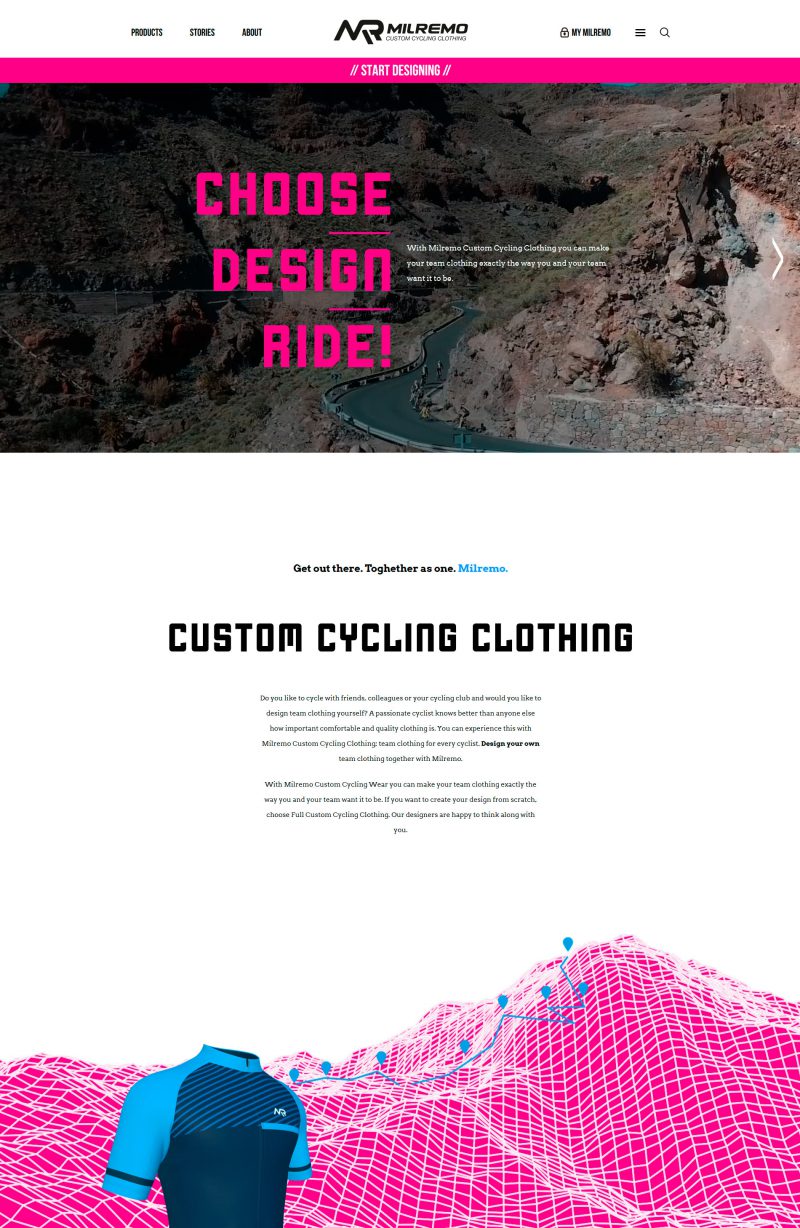 PRODUCTS STORIES ABOUT
MILREMO
CUSTOM CYCLING CLOTHING
MY MILREMO
// START DESIGNING //
CHOOSE
DESIGN
RIDE!
With Milremo Custom Cycling Clothing you can make
your team clothing exactly the way you and your team
want it to be.
Get out there. Toghether as one. Milremo.
CUSTOM CYCLING CLOTHING
Do you like to cycle with friends, colleagues or your cycling club and would you like to
design team clothing yourself? A passionate cyclist knows better than anyone else
how important comfortable and quality clothing is. You can experience this with
Milremo Custom Cycling Clothing: team clothing for every cyclist. Design your own
team clothing together with Milremo.
With Milremo Custom Cycling Wear you can make your team clothing exactly the
way you and your team want it to be. If you want to create your design from scratch,
choose Full Custom Cycling Clothing. Our designers are happy to think along with
you.